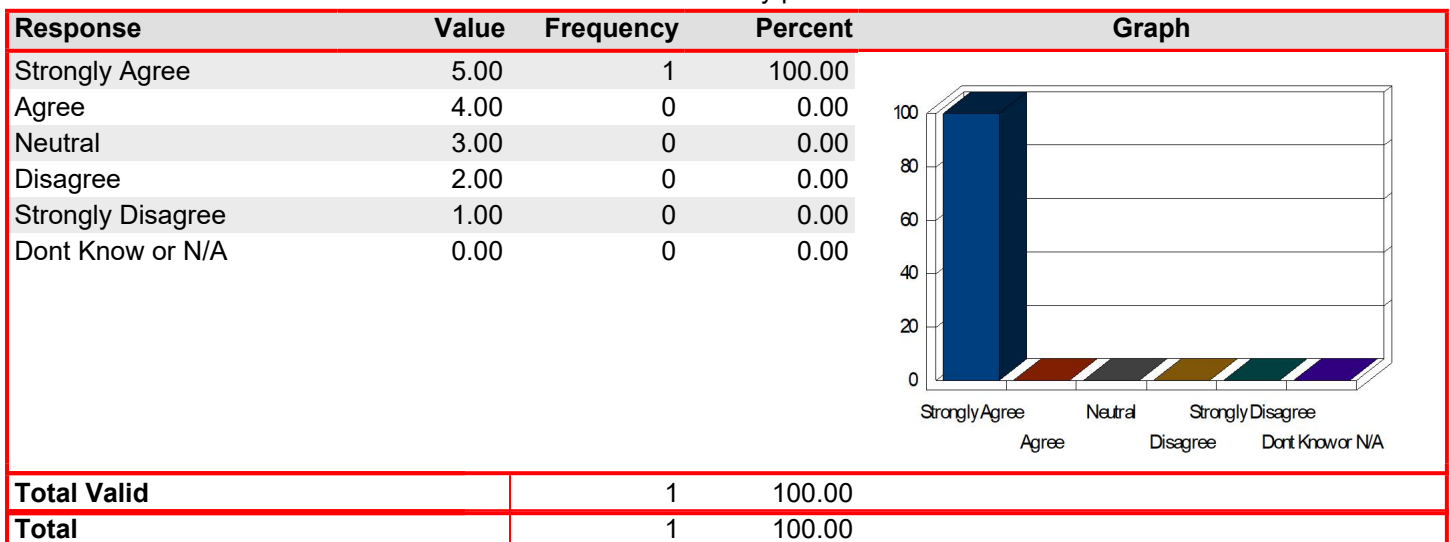 Response Value Frequency Percent Graph
Strongly Agree 5.00 1 100.00
Agree 4.00 0 0.00
Neutral 3.00 0 0.00
Disagree 2.00 0 0.00
Strongly Disagree 1.00 0 0.00
Dont Know or N/A 0.00 0 0.00
100
80
60
40
20
0
Strongly Agree Neutral Strongly Disagree
Agree Disagree Dont Know or N/A
Total Valid 1 100.00
Total 1 100.00